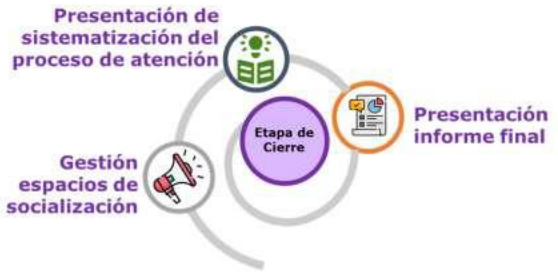 Presentación de
sistematización del
proceso de atención
Etapa de
Cierre
Presentación
informe final
Gestión
espacios de
socialización